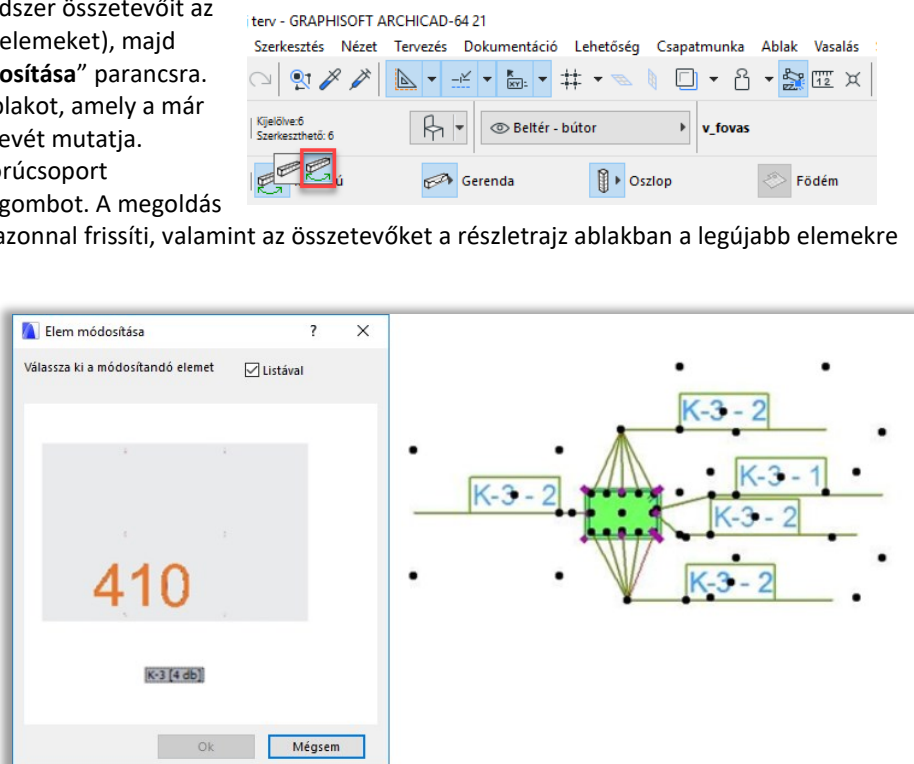 dszer összetevőit az
elemeket), majd
osítása" parancsra.
blakot, amely a már
evét mutatja.
orúcsoport
gombot. A megoldás
azonnal frissíti, valamint az összetevőket a részletrajz ablakban a legújabb elemekre
i terv - GRAPHISOFT ARCHICAD-64 21
Szerkesztés Nézet Tervezés Dokumentáció Lehetőség Csapatmunka Ablak Vasalás
Kijelölve:6
Szerkeszthető: 6
Beltér - bútor
v_fovas
ú
Gerenda
Oszlop
Födém
Elem módosítása ? X
Válassza ki a módosítandó elemet
Listával
410
K-3 [4 db]
Ok
Mégsem
K-3 - 2
K-3 - 1
K-3 - 2
K-3 - 2
K-3 - 2